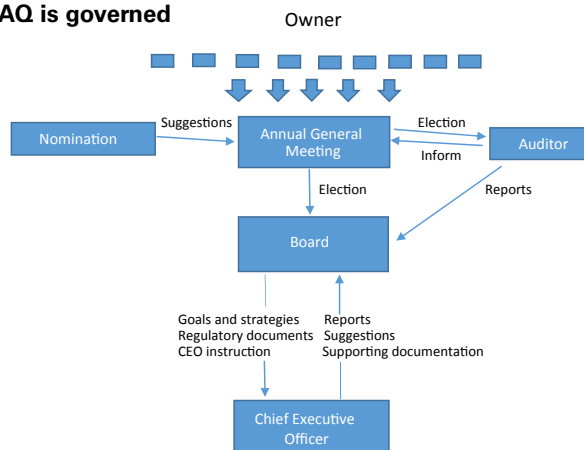 AQ is governed
Owner
Suggestions
Election
Nomination
Annual General
Meeting
Auditor
Inform
Election
Reports
Board
Goals and strategies
Regulatory documents
CEO instruction
Reports
Suggestions
Supporting documentation
Chief Executive
Officer